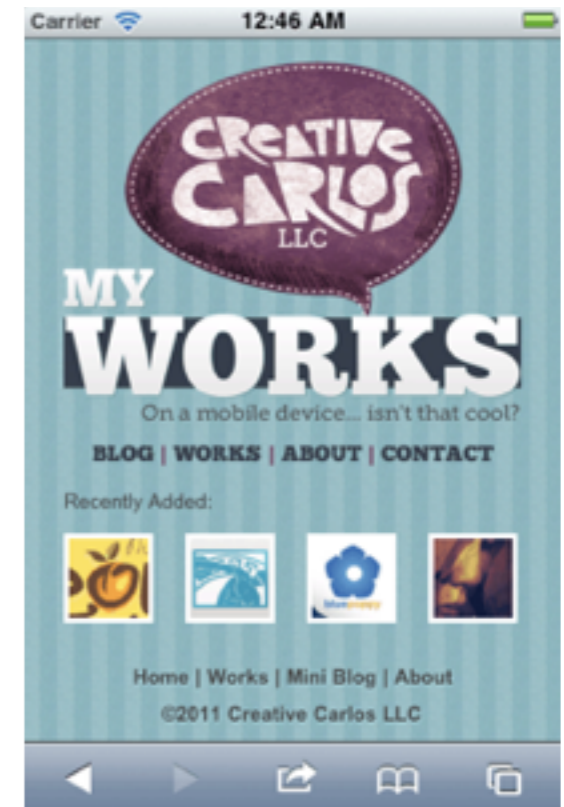 Carrier 12:46 AM
CREATIVE
CARLOS
LLC
MY
WORKS
On a mobile device... isn't that cool?
BLOG | WORKS | ABOUT | CONTACT
Recently Added:
Home | Works | Mini Blog | About
©2011 Creative Carlos LLC